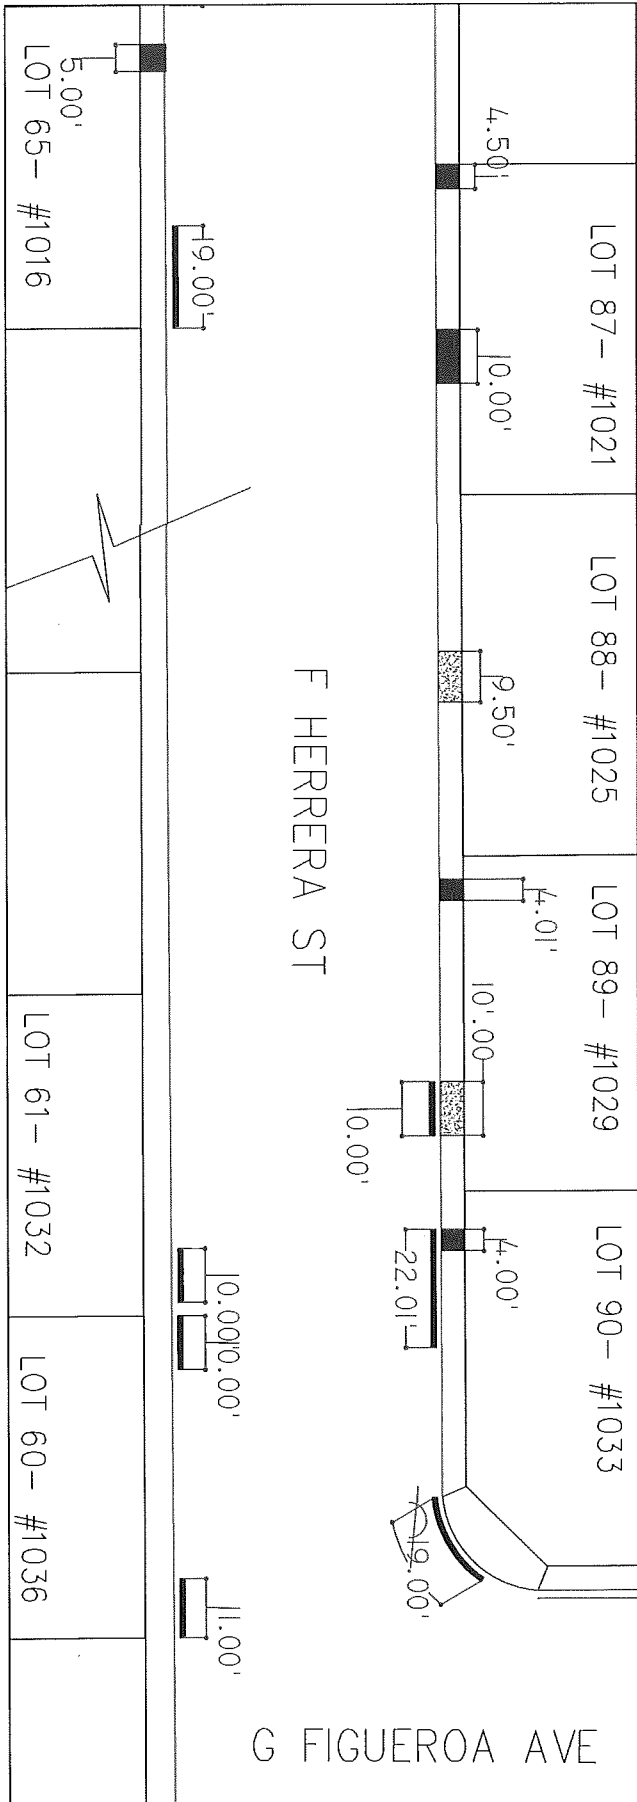 LOT 87- #1021
LOT 88- #1025
LOT 89- #1029
LOT 90- #1033
4.50'
10.00'
9.50'
4.01'
10'.00
4.00'
10.00'
22.01'
19.00'
G FIGUEROA AVE
F HERRERA ST
19.00'
10.00'
10.00'
11.00'
5.00'
LOT 65- #1016
LOT 61- #1032
LOT 60- #1036